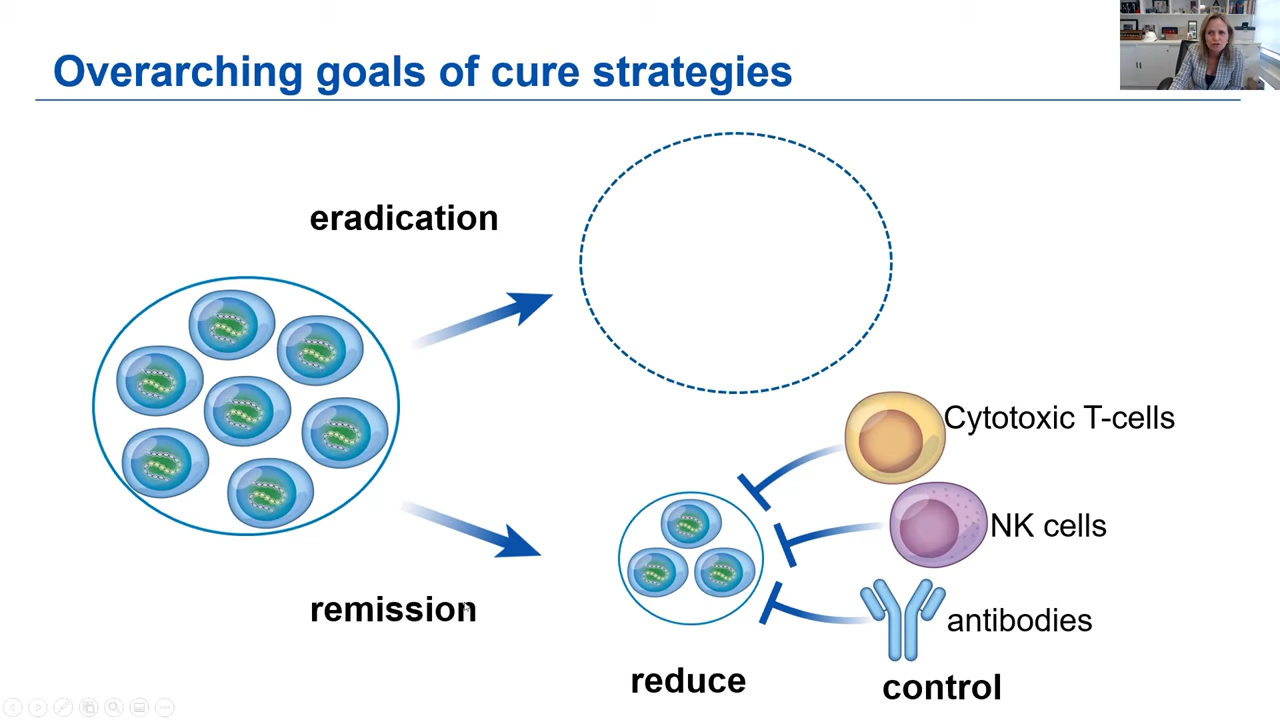 Overarching goals of cure strategies
eradication
Cytotoxic T-cells
NK cells
remission
antibodies
reduce
control